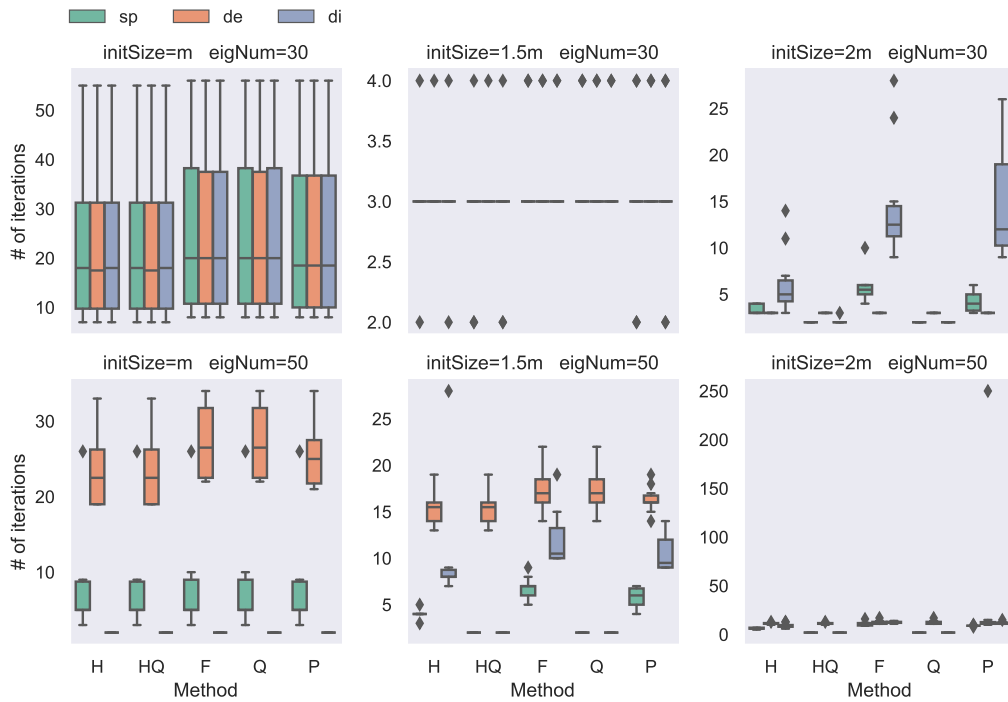 sp de di
initSize=m eigNum=30
initSize=1.5m eigNum=30
initSize=2m eigNum=30
# of iterrations
50
40
30
20
10
4.0
3.5
3.0
2.5
2.0
25
20
15
10
5
initSize=m eigNum=50
initSize=1.5m eigNum=50
initSize=2m eigNum=50
# of iterrations
30
20
10
25
20
15
10
5
250
200
150
100
50
0
H HQ F Q P
H HQ F Q P
H HQ F Q P
Method
Method
Method